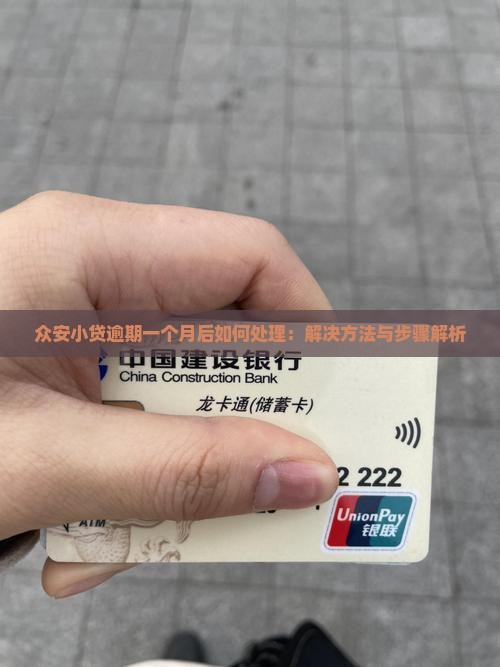 众安小贷逾期一个月后如何处理：解决方法与步骤解析
中国建设银行
China Construction Bank
龙卡通(储蓄卡)
2 222
ATM
UnionPay
银联